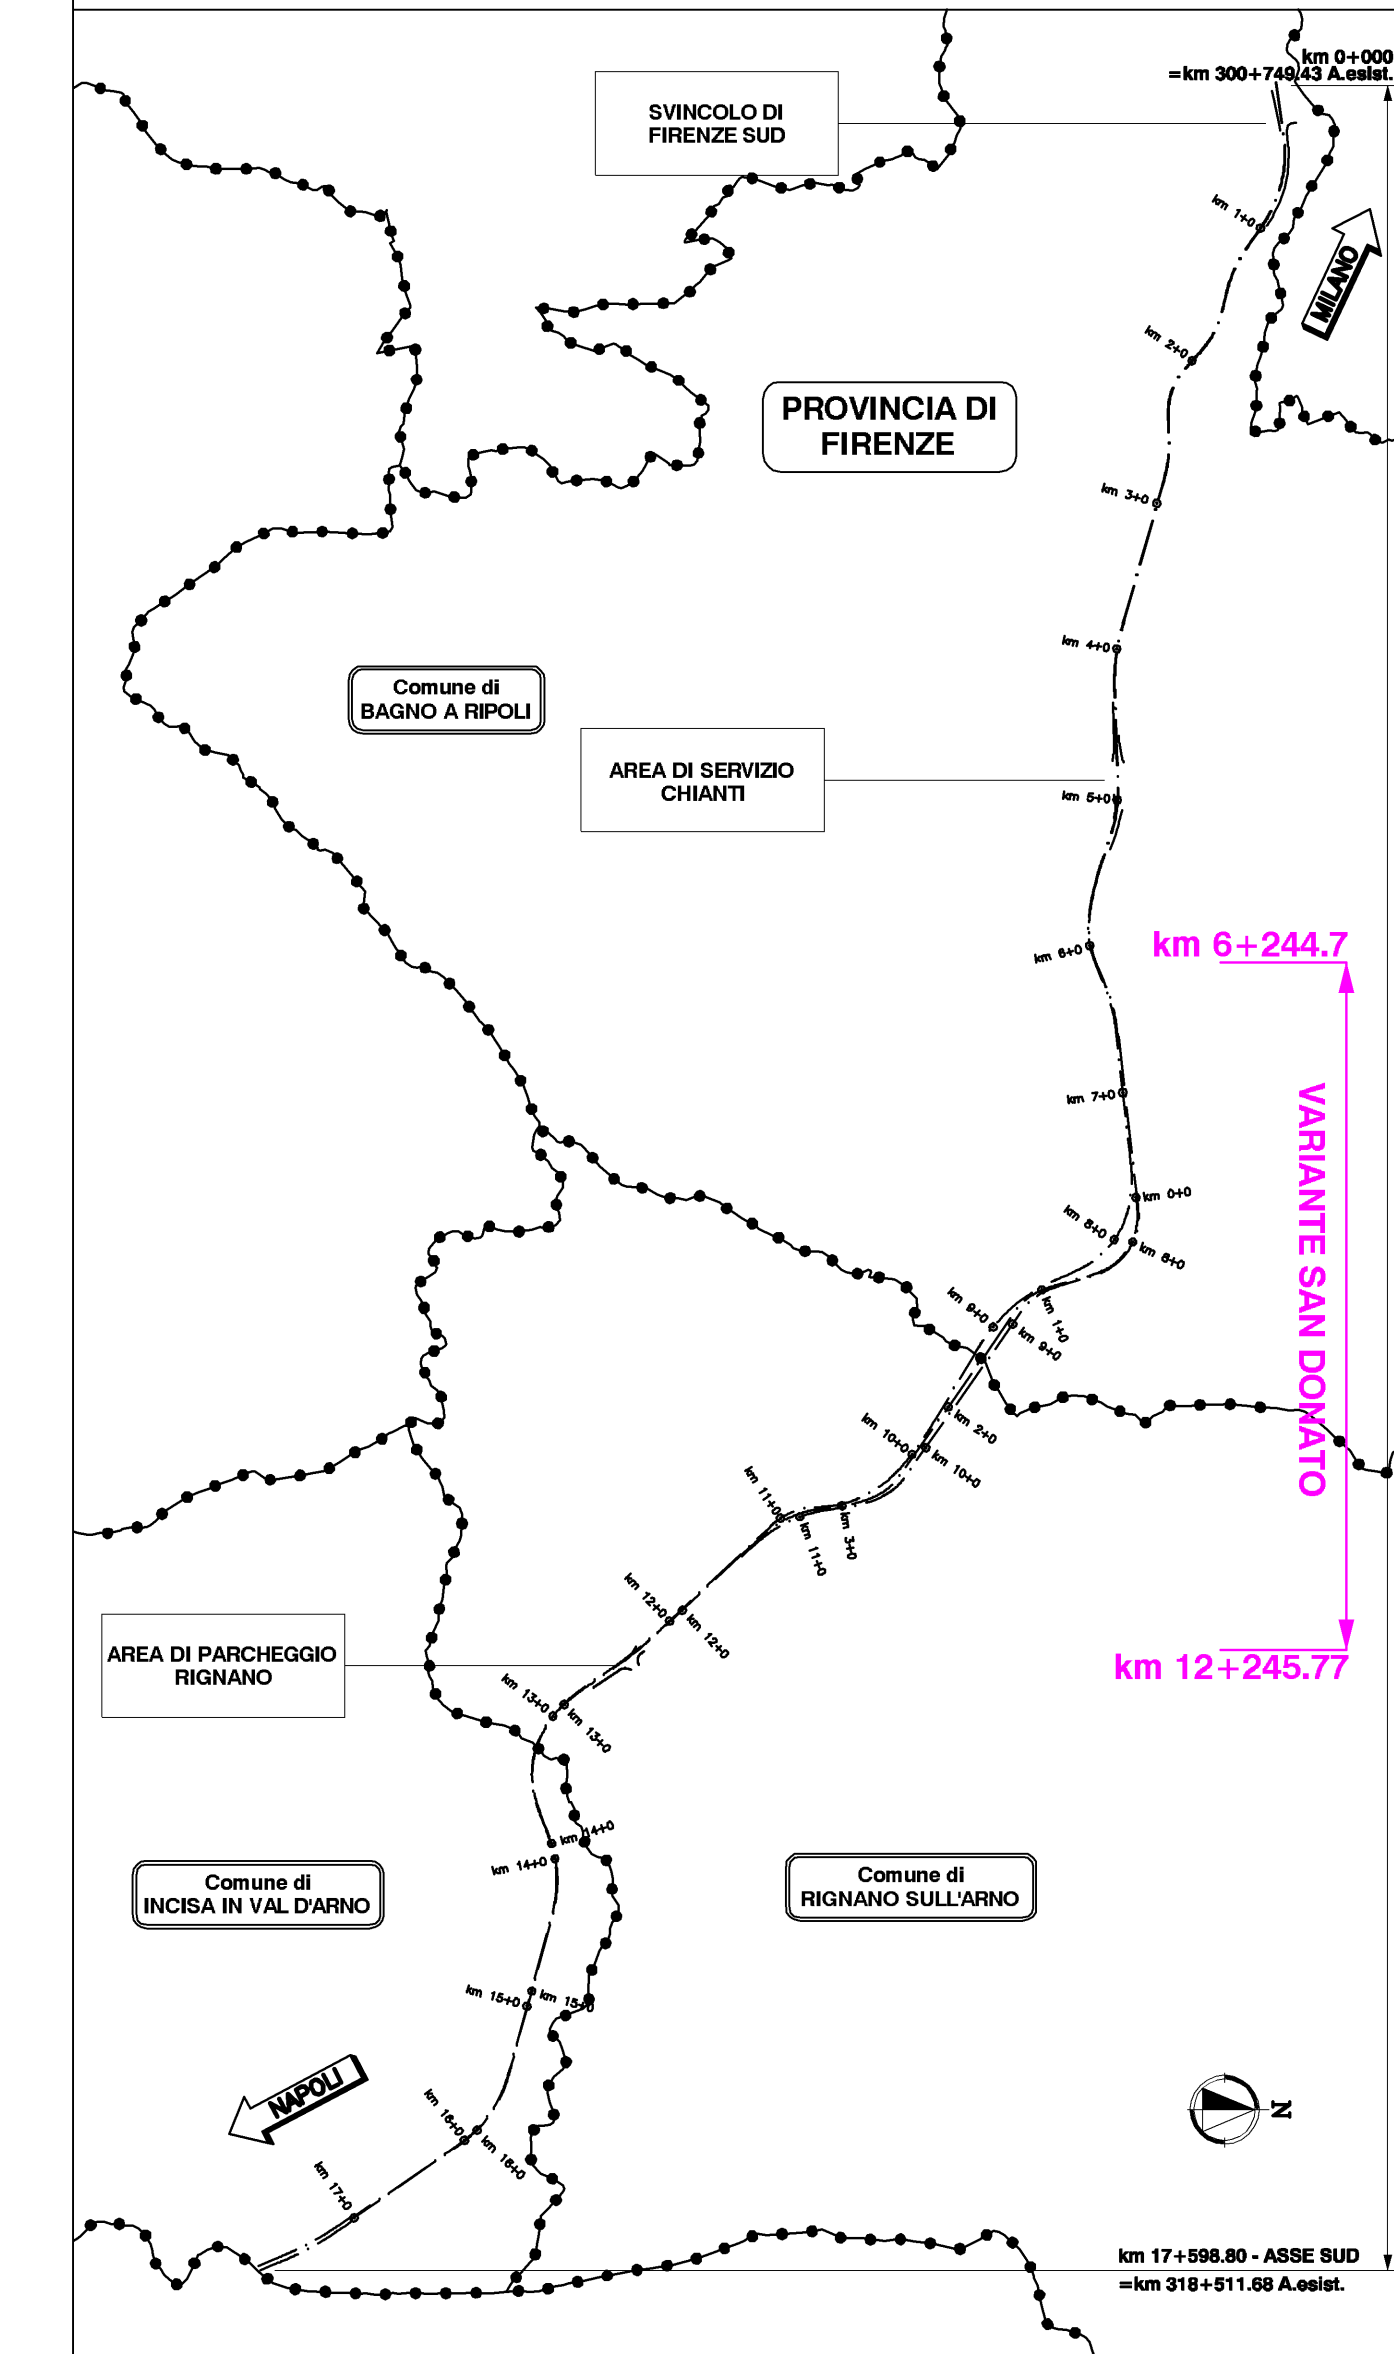 km 0+000
=km 300+749.43 A.esist.
SVINCOLO DI
FIRENZE SUD
km 1+0
MILANO
km 2+0
PROVINCIA DI
FIRENZE
km 3+0
km 4+0
Comune di
BAGNO A RIPOLI
AREA DI SERVIZIO
CHIANTI
km 5+0
km 6+0
km 6+244.7
km 7+0
VARIANTE SAN DONATO
km 0+0
km 8+0
km 8+0
km 9+0
km 1+0
km 9+0
km 2+0
km 10+0
km 10+0
km 11+0
km 11+0
km 3+0
km 12+0
km 12+0
AREA DI PARCHEGGIO
RIGNANO
km 12+245.77
km 13+0
km 13+0
km 14+0
km 14+0
Comune di
INCISA IN VAL D'ARNO
Comune di
RIGNANO SULL'ARNO
km 15+0
km 15+0
NAPOLI
km 16+0
km 16+0
N
km 17+0
km 17+598.80 - ASSE SUD
=km 318+511.68 A.esist.